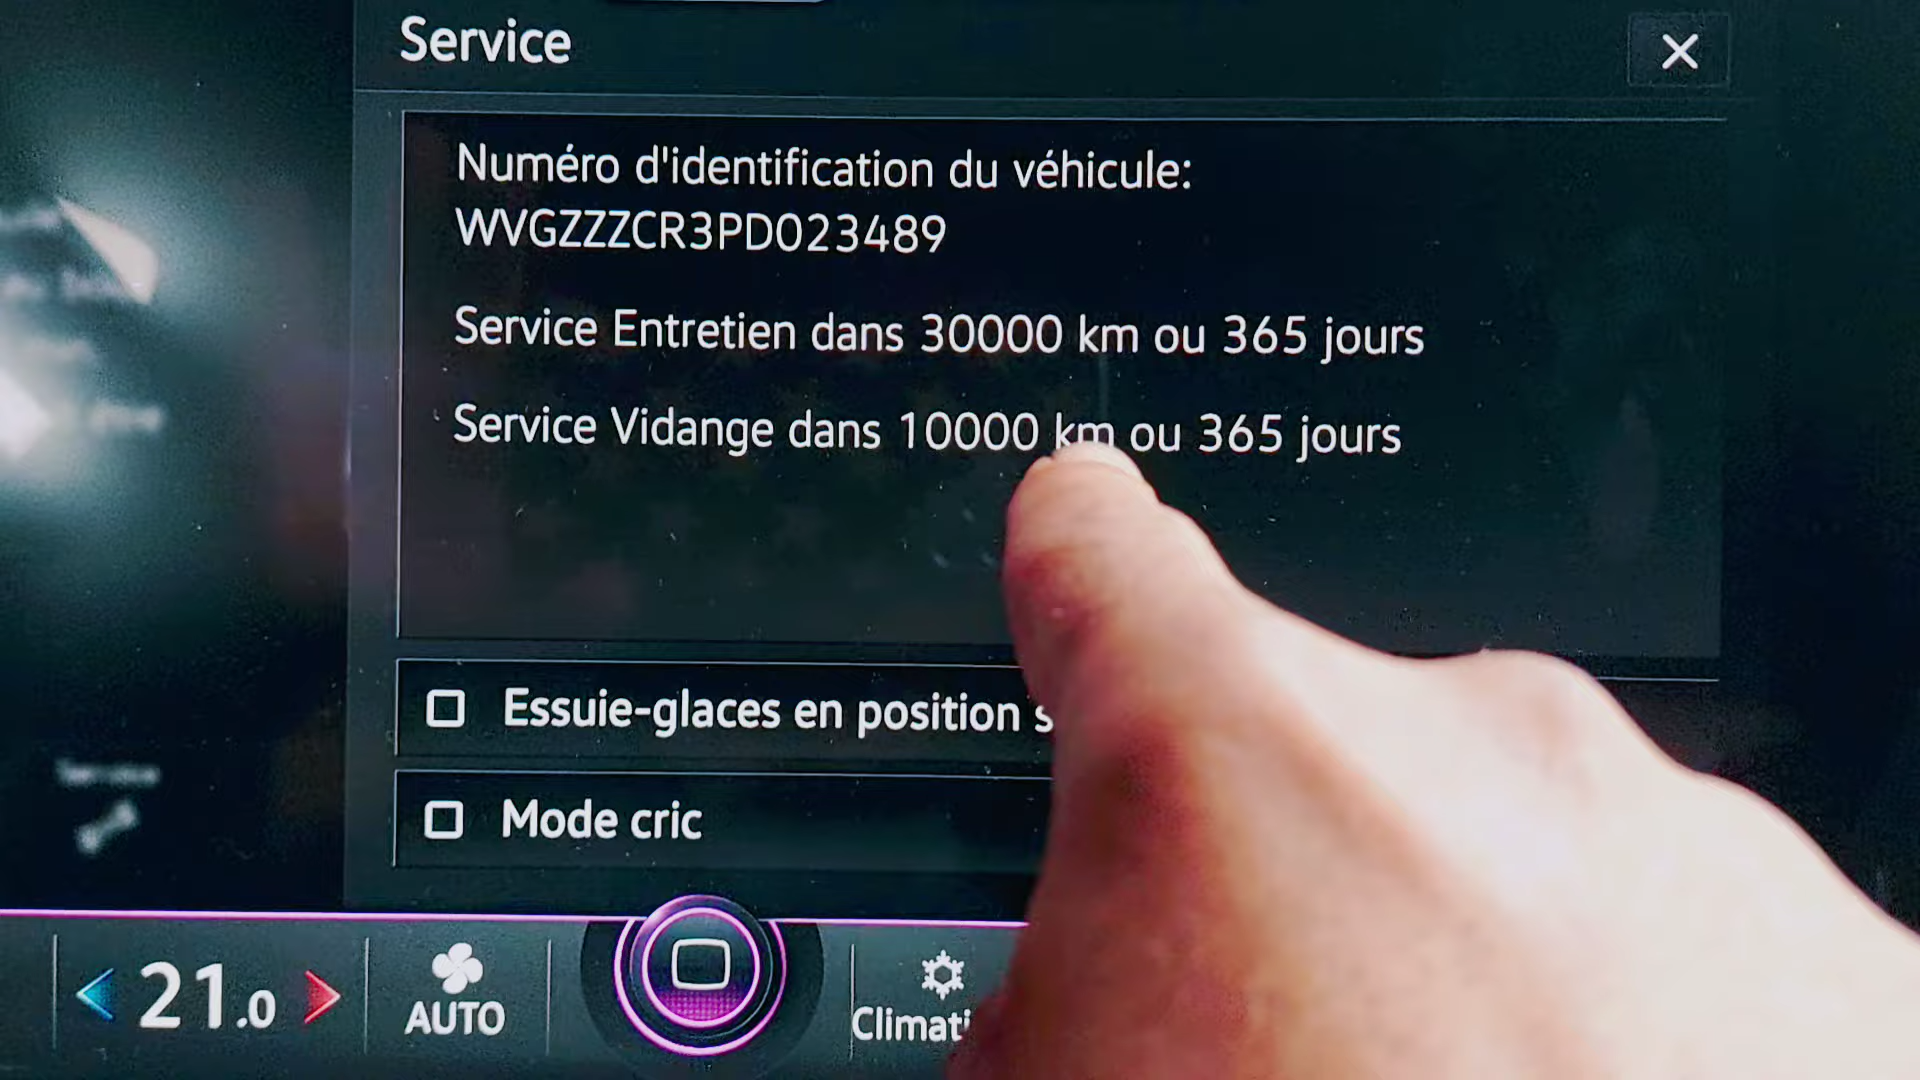 Service
Numéro d'identification du véhicule:
WVGZZZCR3PD023489
Service Entretien dans 30000 km ou 365 jours
Service Vidange dans 10000 km ou 365 jours
Essuie-glaces en position s
Mode cric
Service
21.0
AUTO
Climati